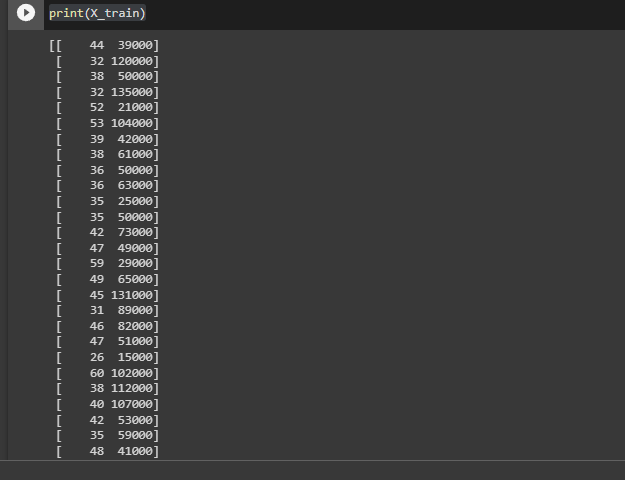 print(X_train)
[[    44  39000]
 [    32 120000]
 [    38  50000]
 [    32 135000]
 [    52  21000]
 [    53 104000]
 [    39  42000]
 [    38  61000]
 [    36  50000]
 [    36  63000]
 [    35  25000]
 [    35  50000]
 [    42  73000]
 [    47  49000]
 [    59  29000]
 [    49  65000]
 [    45 131000]
 [    31  89000]
 [    46  82000]
 [    47  51000]
 [    26  15000]
 [    60 102000]
 [    38 112000]
 [    40 107000]
 [    42  53000]
 [    35  59000]
 [    48  41000]